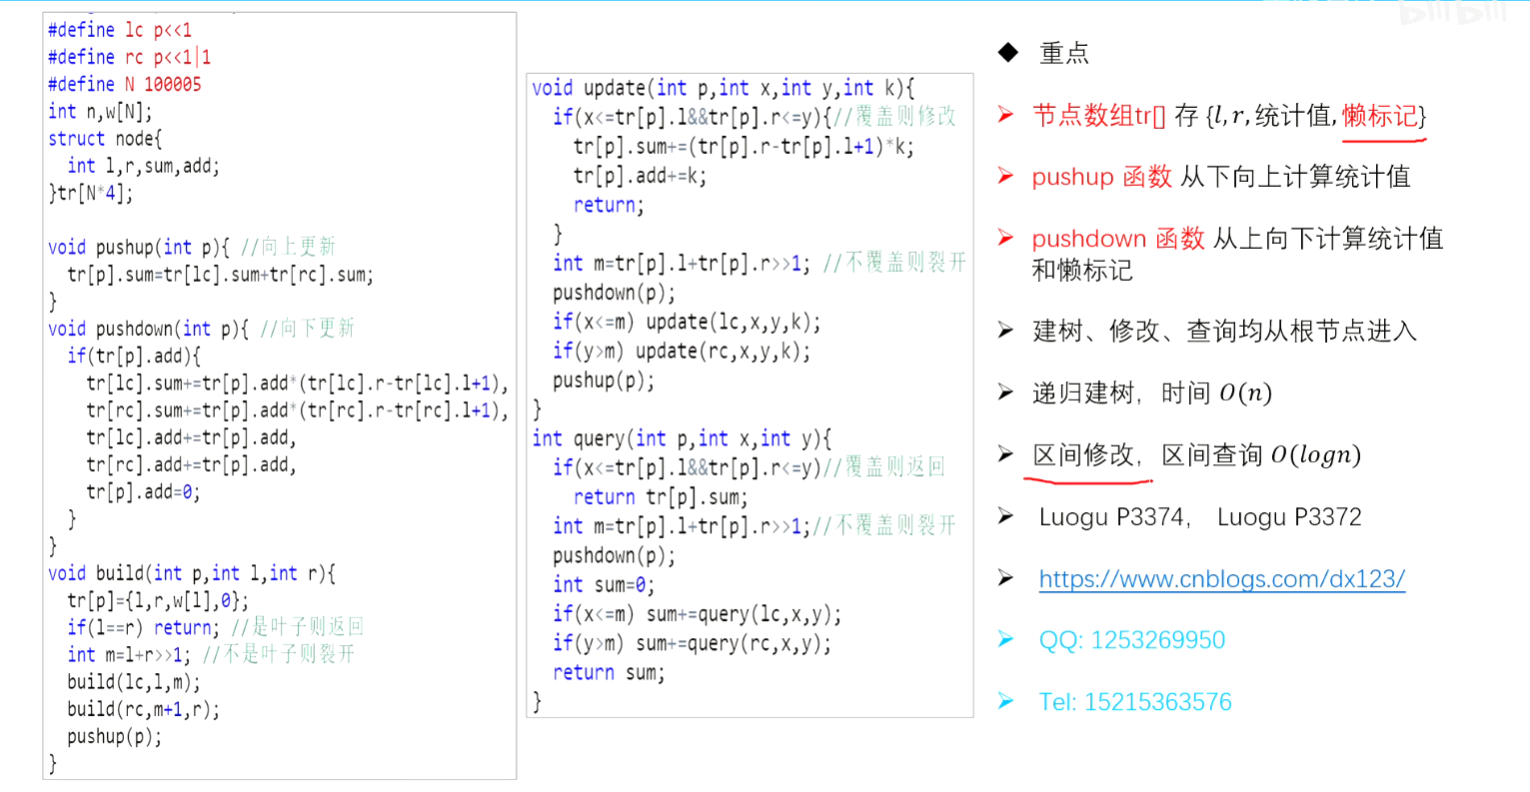 #define lc p<<1
#define rc p<<1|1
#define N 100005
int n,w[N];
struct node{
  int l,r,sum,add;
}tr[N*4];

void pushup(int p){ //向上更新
  tr[p].sum=tr[lc].sum+tr[rc].sum;
}
void pushdown(int p){ //向下更新
  if(tr[p].add){
    tr[lc].sum+=tr[p].add*(tr[lc].r-tr[lc].l+1),
    tr[rc].sum+=tr[p].add*(tr[rc].r-tr[rc].l+1),
    tr[lc].add+=tr[p].add,
    tr[rc].add+=tr[p].add,
    tr[p].add=0;
  }
}
void build(int p,int l,int r){
  tr[p]={l,r,w[l],0};
  if(l==r) return; //是叶子则返回
  int m=l+r>>1; //不是叶子则裂开
  build(lc,l,m);
  build(rc,m+1,r);
  pushup(p);
}
void update(int p,int x,int y,int k){
  if(x<=tr[p].l&&tr[p].r<=y){//覆盖则修改
    tr[p].sum+=(tr[p].r-tr[p].l+1)*k;
    tr[p].add+=k;
    return;
  }
  int m=tr[p].l+tr[p].r>>1; //不覆盖则裂开
  pushdown(p);
  if(x<=m) update(lc,x,y,k);
  if(y>m) update(rc,x,y,k);
  pushup(p);
}
int query(int p,int x,int y){
  if(x<=tr[p].l&&tr[p].r<=y)//覆盖则返回
    return tr[p].sum;
  int m=tr[p].l+tr[p].r>>1;//不覆盖则裂开
  pushdown(p);
  int sum=0;
  if(x<=m) sum+=query(lc,x,y);
  if(y>m) sum+=query(rc,x,y);
  return sum;
}
◆ 重点
➢ 节点数组tr[] 存 {l,r,统计值,懒标记}
➢ pushup 函数 从下向上计算统计值
➢ pushdown 函数 从上向下计算统计值
和懒标记
➢ 建树、修改、查询均从根节点进入
➢ 递归建树，时间 O(n)
➢ 区间修改，区间查询 O(logn)
➢ Luogu P3374， Luogu P3372
➢ https://www.cnblogs.com/dx123/
➢ QQ: 1253269950
➢ Tel: 15215363576
bilibili